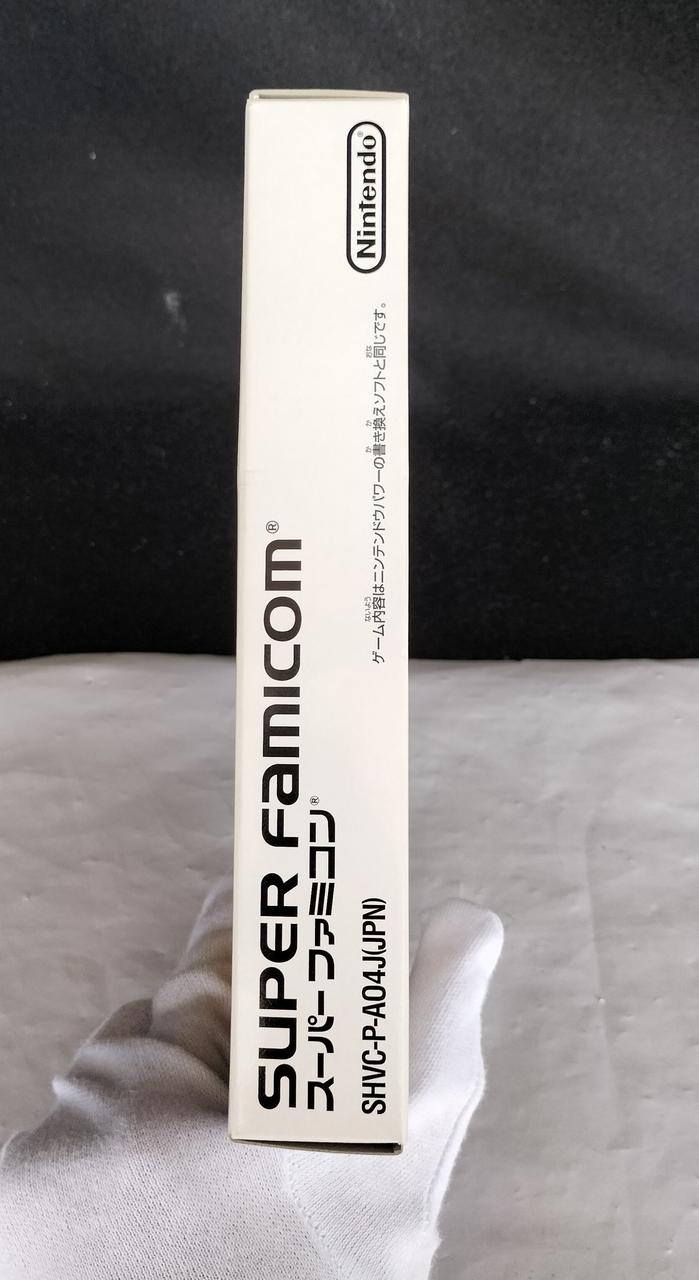 SUPER FAMICOM®
スーパー ファミコン®
SHVC-P-A04J(JPN)
ゲーム内容はニンテンドウパワーの書き換えソフトと同じです。
Nintendo®